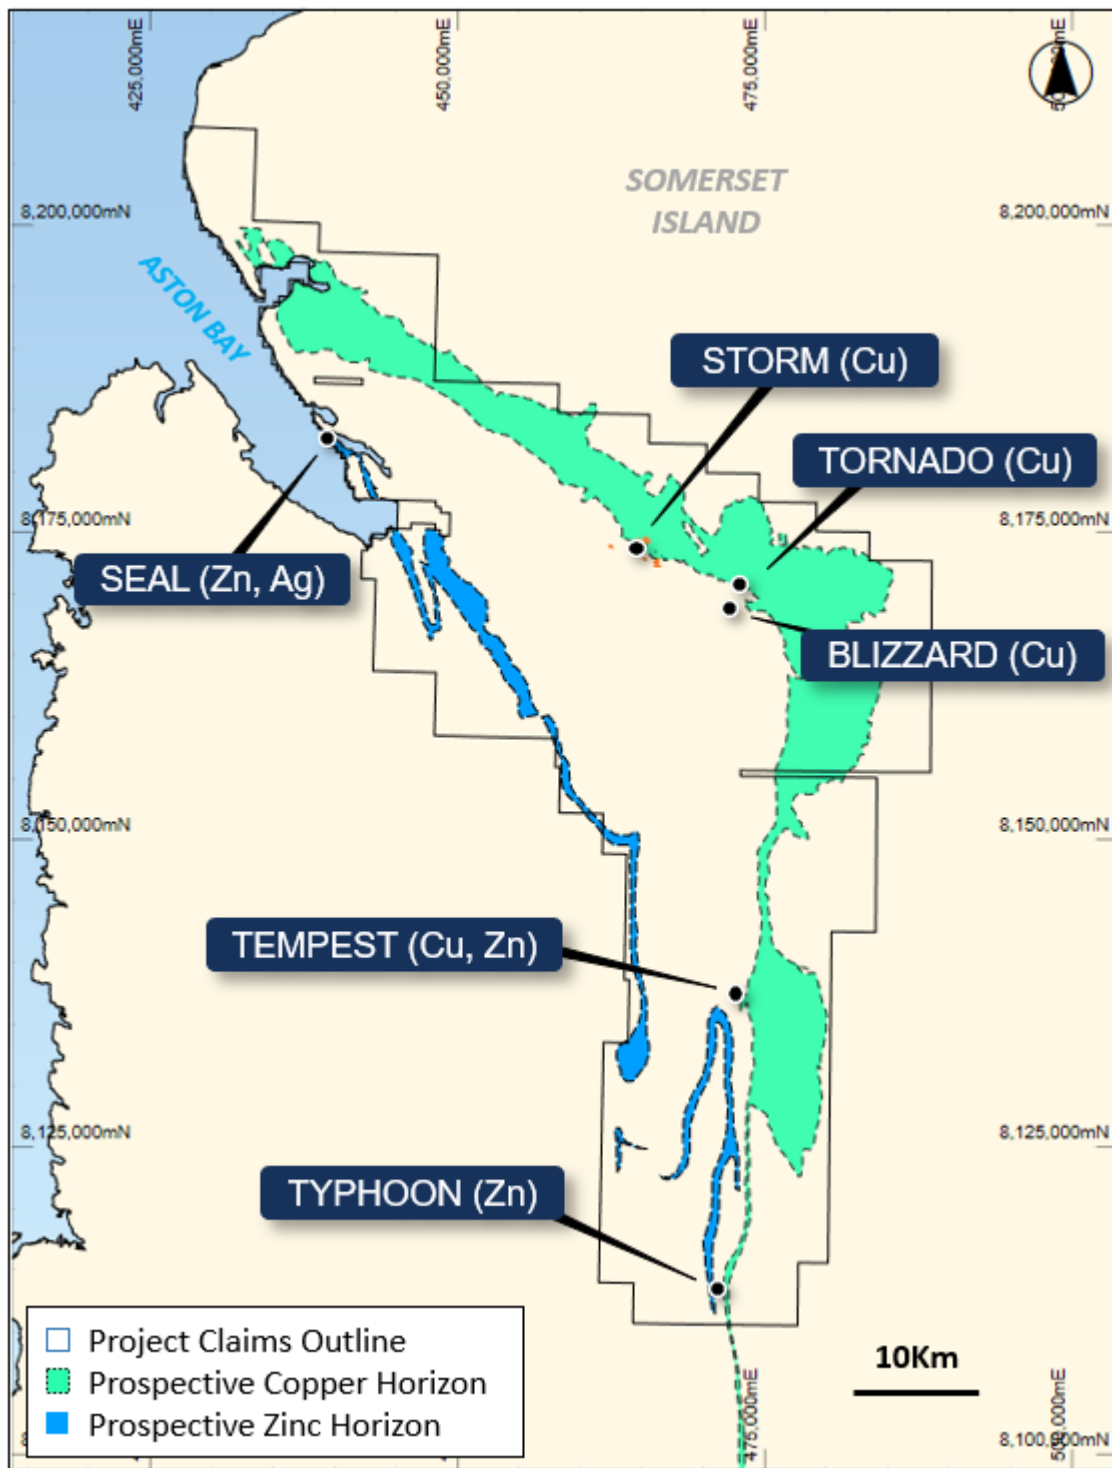 425,000mE
450,000mE
475,000mE
SOMERSET
ISLAND
8,200,000mN
8,200,000mN
ASTON BAY
STORM (Cu)
TORNADO (Cu)
8,175,000mN
8,175,000mN
SEAL (Zn, Ag)
BLIZZARD (Cu)
8,150,000mN
8,150,000mN
TEMPEST (Cu, Zn)
8,125,000mN
8,125,000mN
TYPHOON (Zn)
Project Claims Outline
Prospective Copper Horizon
Prospective Zinc Horizon
10Km
475,000mE
500,000mE
8,100,000mN